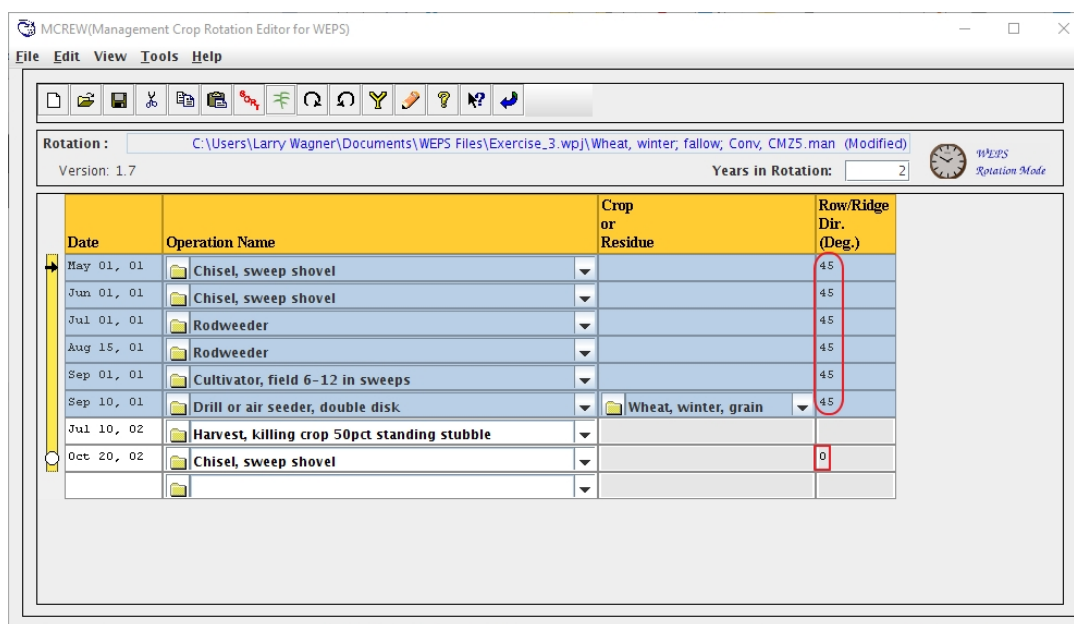 MCREW(Management Crop Rotation Editor for WEPS)
File Edit View Tools Help
SORT
Rotation : C:\Users\Larry Wagner\Documents\WEPS Files\Exercise_3.wpj\Wheat, winter; fallow; Conv, CMZ5.man (Modified)
Version: 1.7 Years in Rotation: 2
WEPS
Rotation Mode
Date Operation Name Crop or Residue Row/Ridge Dir. (Deg.)
May 01, 01 Chisel, sweep shovel 45
Jun 01, 01 Chisel, sweep shovel 45
Jul 01, 01 Rodweeder 45
Aug 15, 01 Rodweeder 45
Sep 01, 01 Cultivator, field 6-12 in sweeps 45
Sep 10, 01 Drill or air seeder, double disk Wheat, winter, grain 45
Jul 10, 02 Harvest, killing crop 50pct standing stubble
Oct 20, 02 Chisel, sweep shovel 0